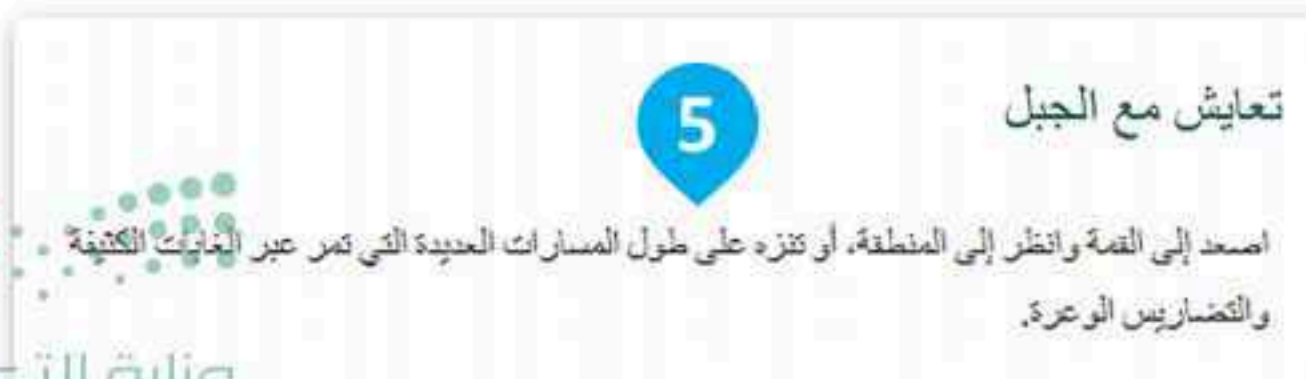 تعايش مع الجبل
5
اصعد إلى القمة وانظر إلى المنطقة، أو تنزه على طول المسارات العديدة التي تمر عبر الغابات الكثيفة
والتضاريس الوعرة.